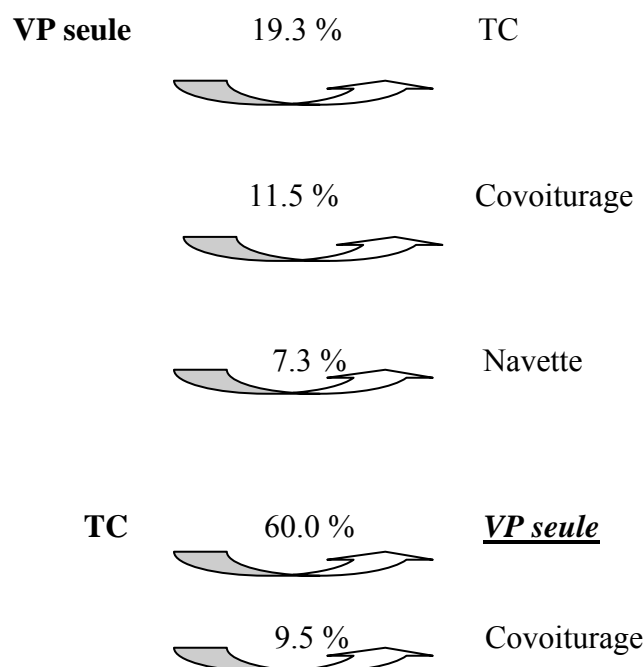 VP seule 19.3 % TC
11.5 % Covoiturage
7.3 % Navette
TC 60.0 % VP seule
9.5 % Covoiturage